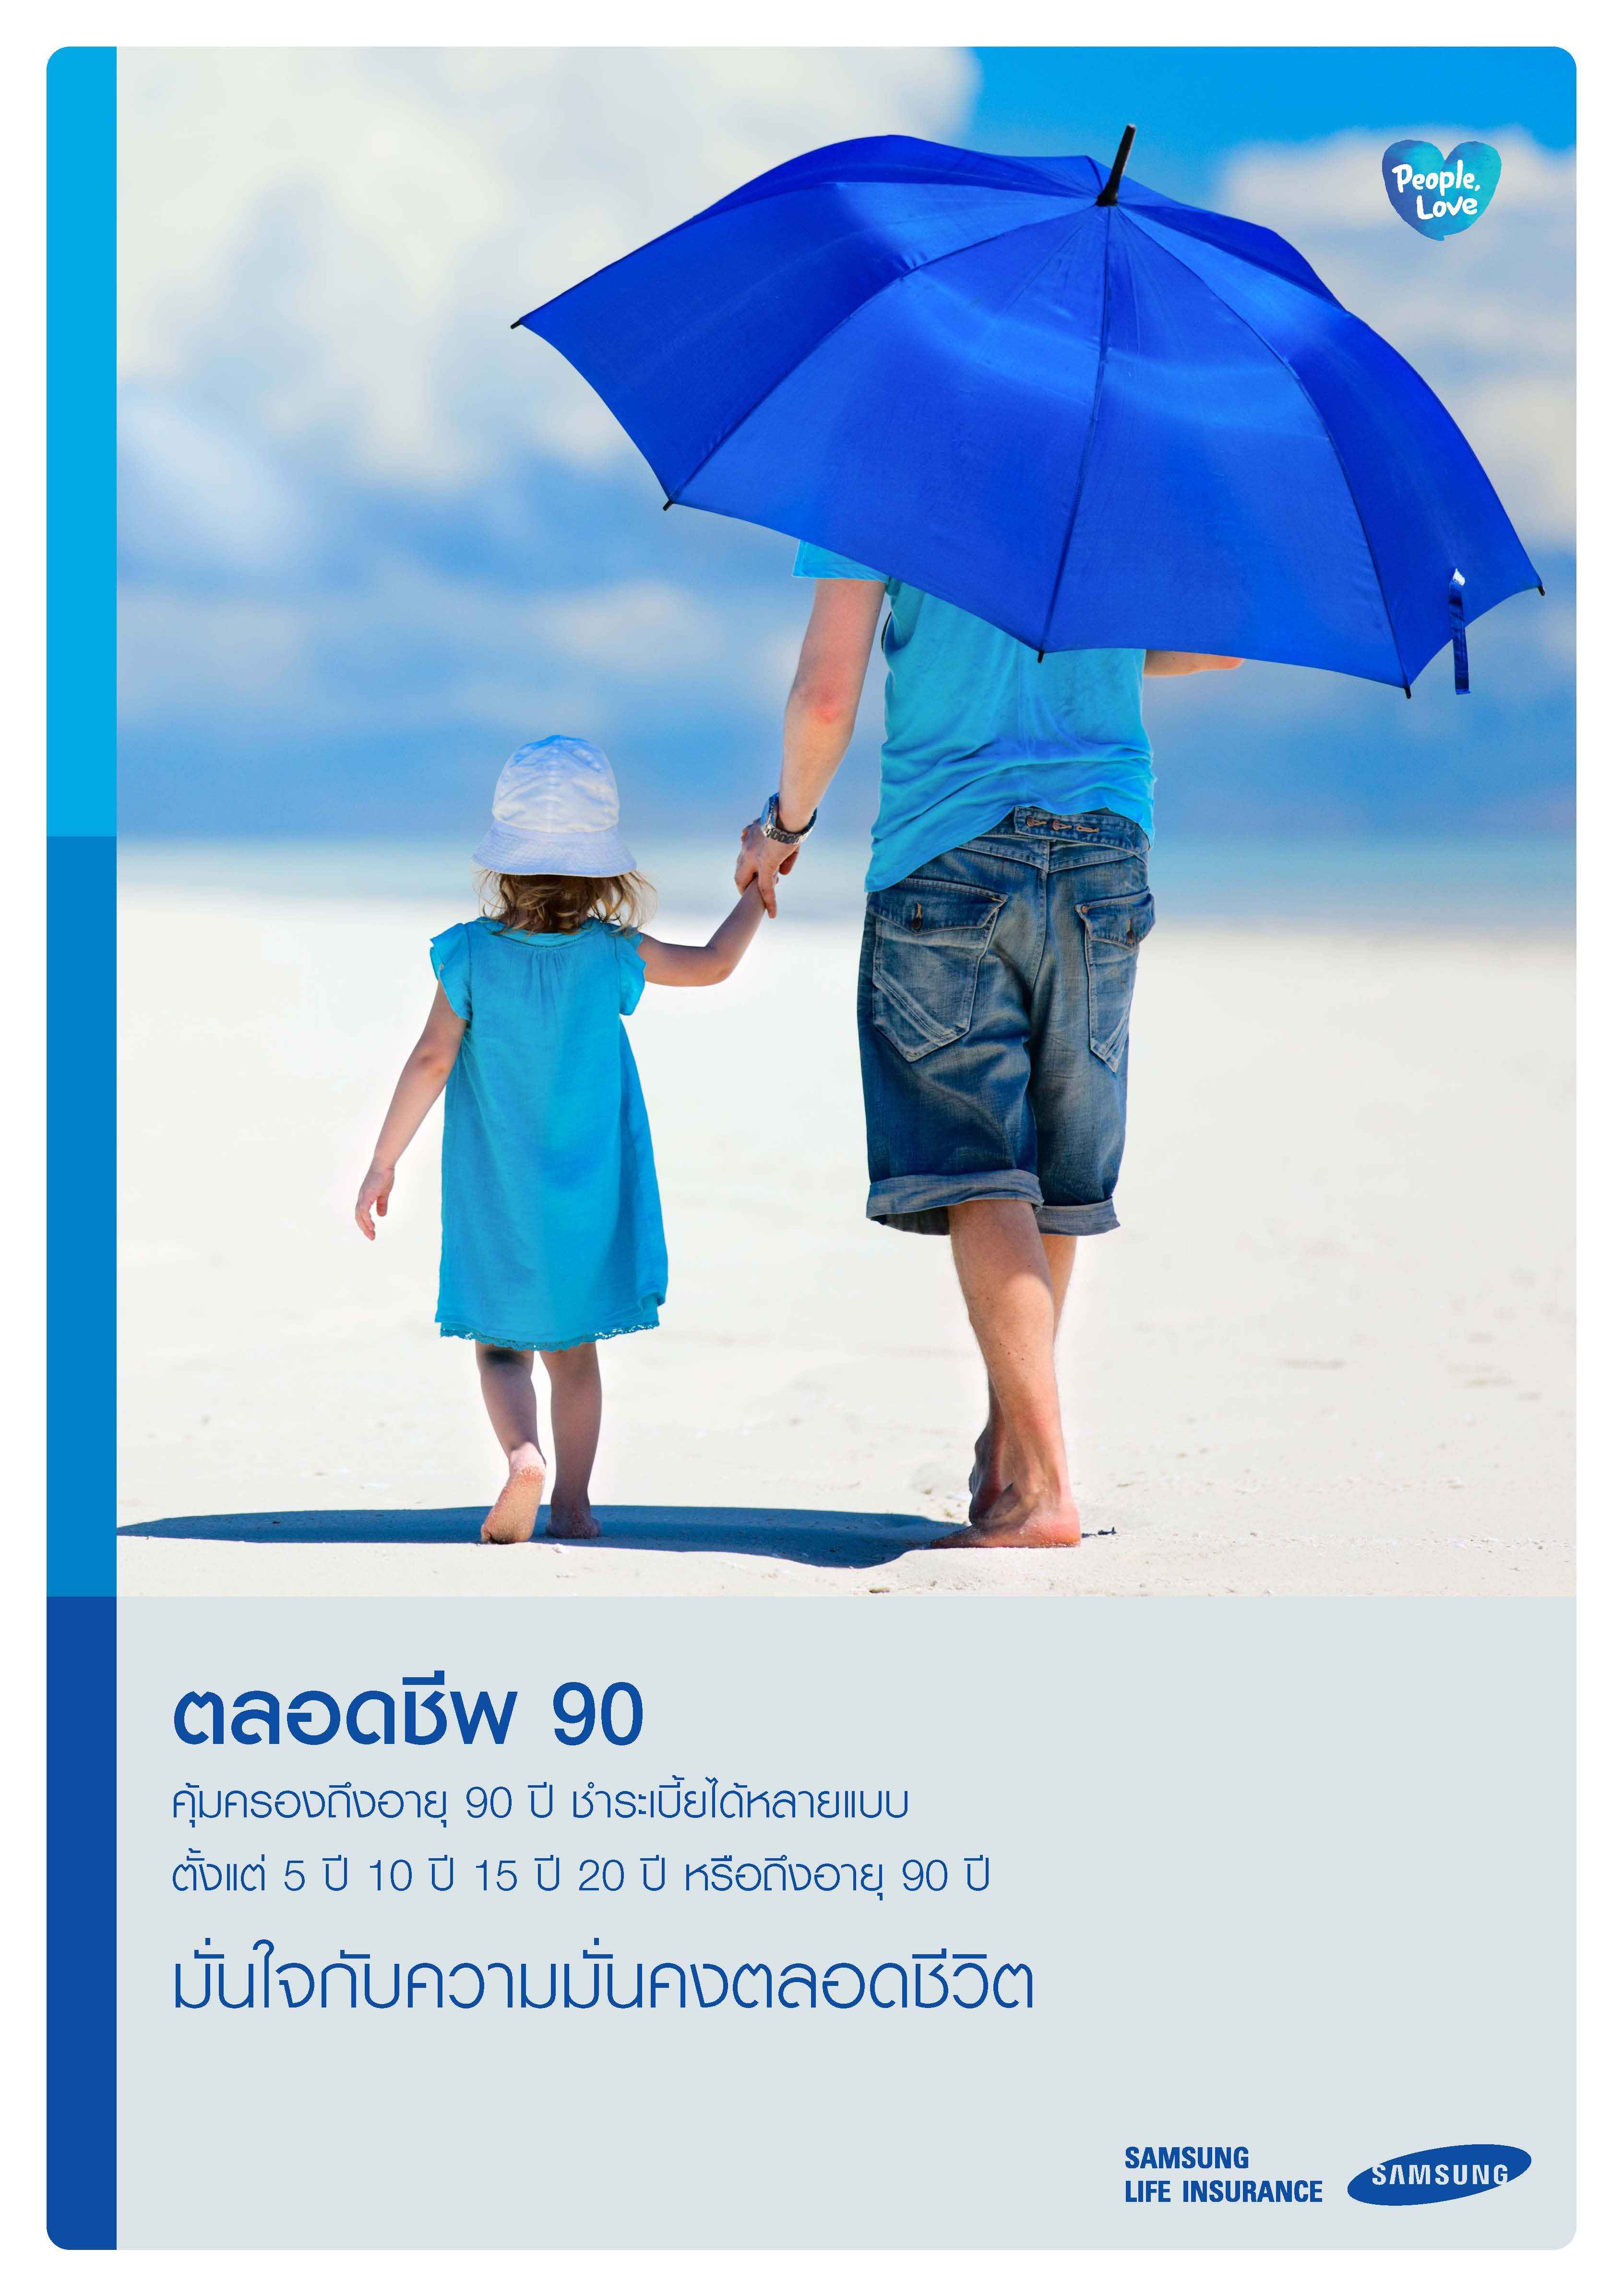 People,
Love
ตลอดชีพ 90
คุ้มครองถึงอายุ 90 ปี ชำระเบี้ยได้หลายแบบ
ตั้งแต่ 5 ปี 10 ปี 15 ปี 20 ปี หรือถึงอายุ 90 ปี
มั่นใจกับความมั่นคงตลอดชีวิต
SAMSUNG
LIFE INSURANCE
SAMSUNG